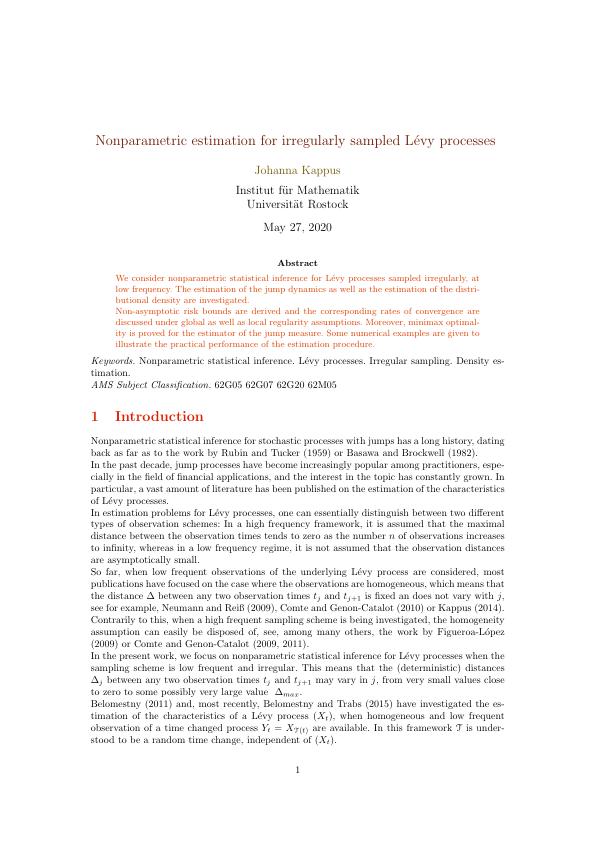 Nonparametric estimation for irregularly sampled Lévy processes
Johanna Kappus
Institut für Mathematik
Universität Rostock
May 27, 2020
Abstract
We consider nonparametric statistical inference for Lévy processes sampled irregularly, at
low frequency. The estimation of the jump dynamics as well as the estimation of the distri-
butional density are investigated.
Non-asymptotic risk bounds are derived and the corresponding rates of convergence are
discussed under global as well as local regularity assumptions. Moreover, minimax optimal-
ity is proved for the estimator of the jump measure. Some numerical examples are given to
illustrate the practical performance of the estimation procedure.
Keywords. Nonparametric statistical inference. Lévy processes. Irregular sampling. Density es-
timation.
AMS Subject Classification. 62G05 62G07 62G20 62M05
1 Introduction
Nonparametric statistical inference for stochastic processes with jumps has a long history, dating
back as far as to the work by Rubin and Tucker (1959) or Basawa and Brockwell (1982).
In the past decade, jump processes have become increasingly popular among practitioners, espe-
cially in the field of financial applications, and the interest in the topic has constantly grown. In
particular, a vast amount of literature has been published on the estimation of the characteristics
of Lévy processes.
In estimation problems for Lévy processes, one can essentially distinguish between two different
types of observation schemes: In a high frequency framework, it is assumed that the maximal
distance between the observation times tends to zero as the number n of observations increases
to infinity, whereas in a low frequency regime, it is not assumed that the observation distances
are asymptotically small.
So far, when low frequent observations of the underlying Lévy process are considered, most
publications have focused on the case where the observations are homogeneous, which means that
the distance Δ between any two observation times t_j and t_{j+1} is fixed an does not vary with j,
see for example, Neumann and Reiß (2009), Comte and Genon-Catalot (2010) or Kappus (2014).
Contrarily to this, when a high frequent sampling scheme is being investigated, the homogeneity
assumption can easily be disposed of, see, among many others, the work by Figueroa-López
(2009) or Comte and Genon-Catalot (2009, 2011).
In the present work, we focus on nonparametric statistical inference for Lévy processes when the
sampling scheme is low frequent and irregular. This means that the (deterministic) distances
Δ_j between any two observation times t_j and t_{j+1} may vary in j, from very small values close
to zero to some possibly very large value Δ_{max}.
Belomestny (2011) and, most recently, Belomestny and Trabs (2015) have investigated the es-
timation of the characteristics of a Lévy process (X_t), when homogeneous and low frequent
observation of a time changed process Y_t = X_{𝒯(t)} are available. In this framework 𝒯 is under-
stood to be a random time change, independent of (X_t).
1